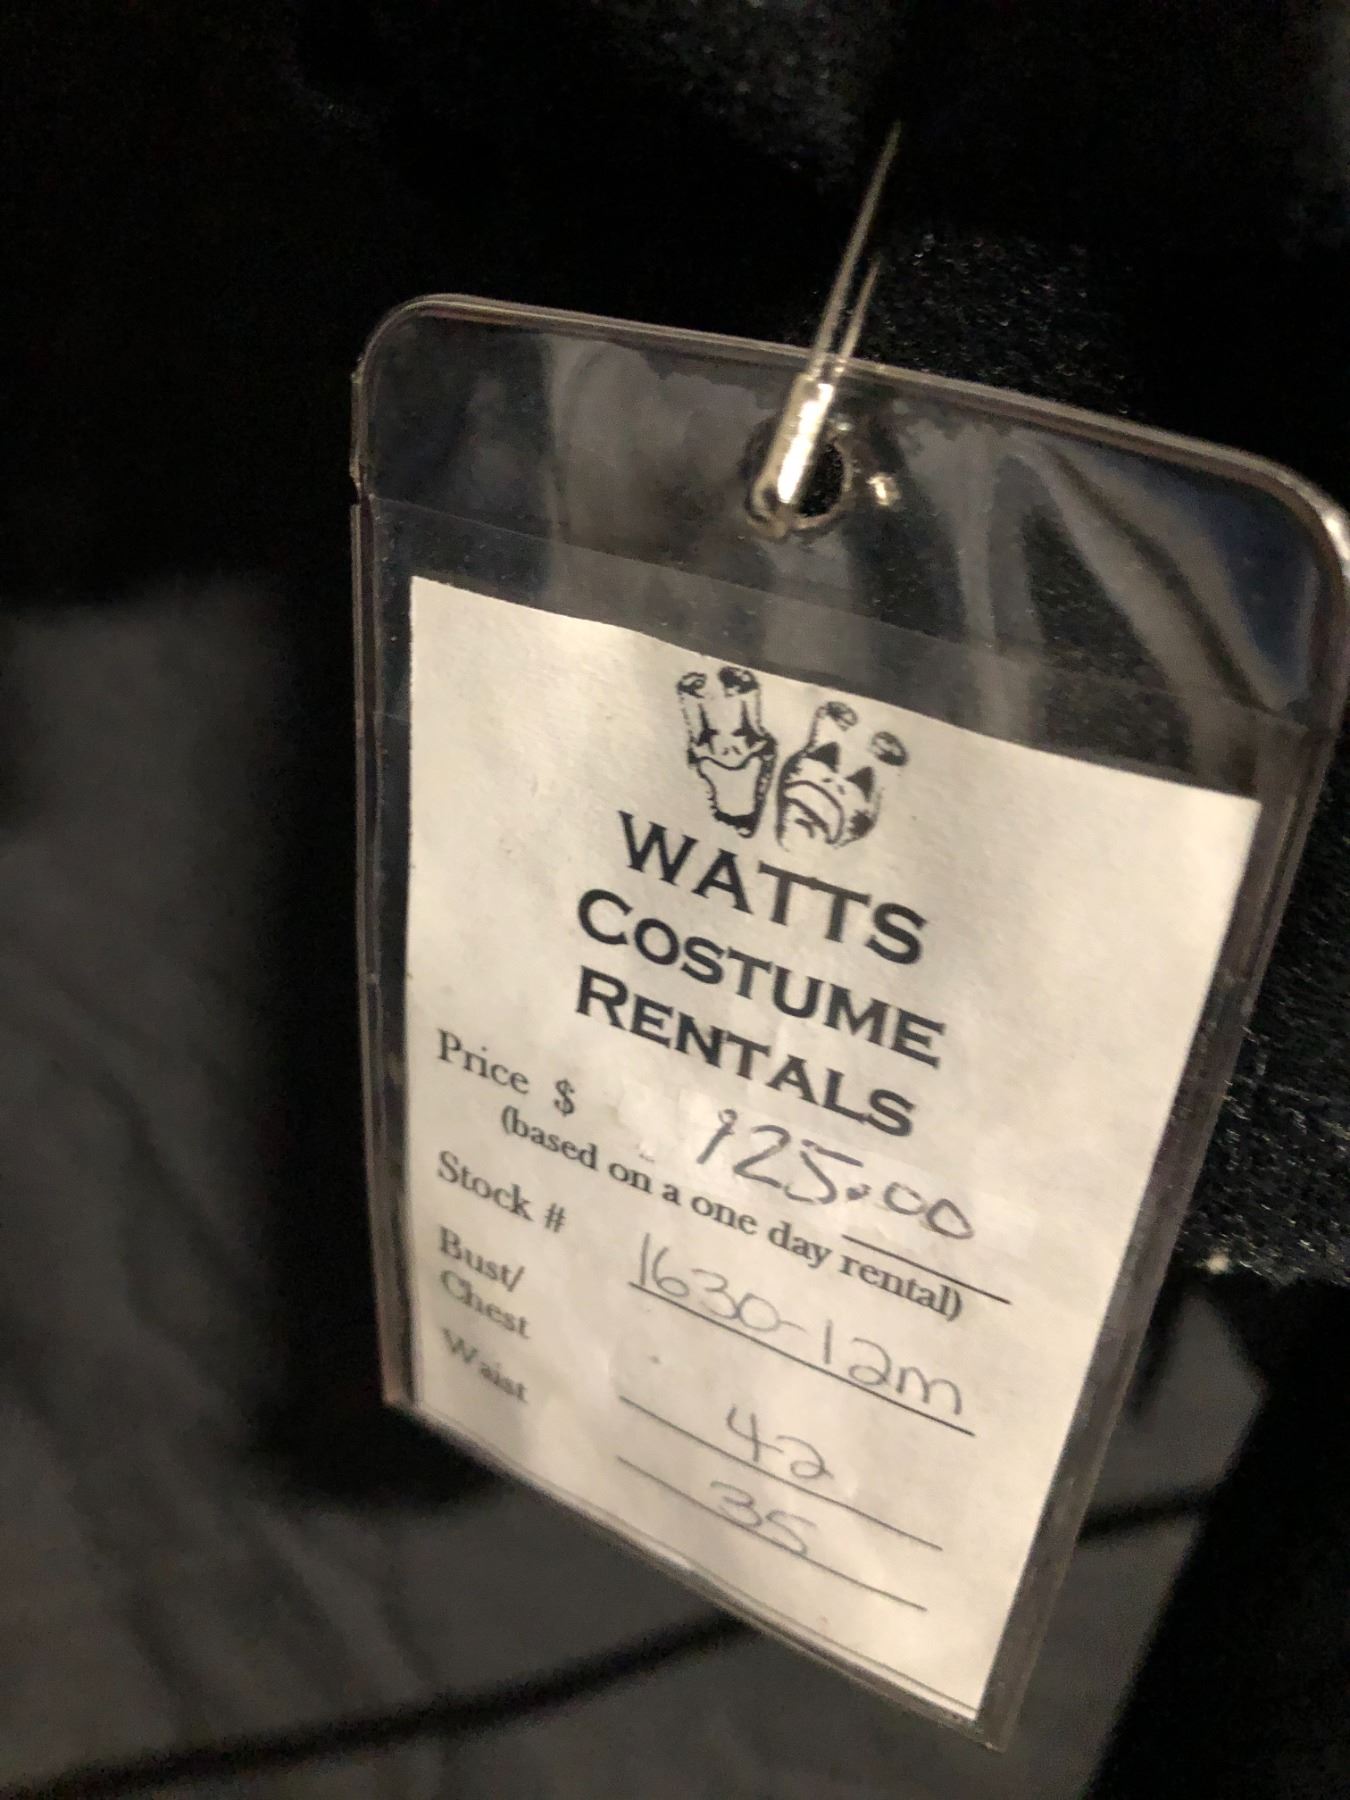 WATTS
COSTUME
RENTALS
Price $ 125.00
(based on a one day rental)
Stock # 1630-12m
Bust/
Chest 42
Waist 35